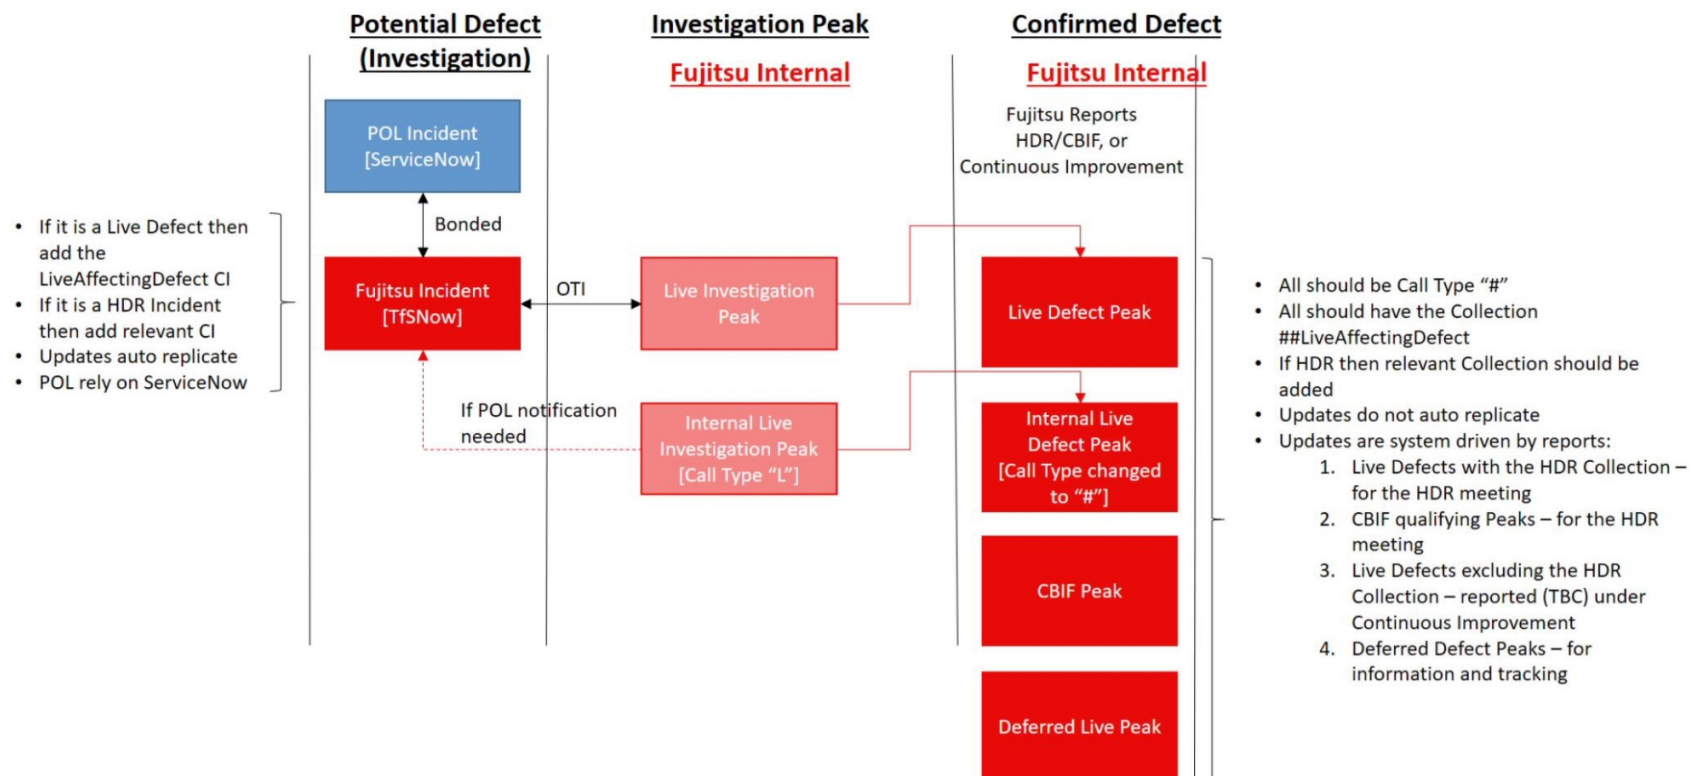 Potential Defect
(Investigation)
Investigation Peak
Fujitsu Internal
Confirmed Defect
Fujitsu Internal
Fujitsu Reports
HDR/CBIF, or
Continuous Improvement
POL Incident
[ServiceNow]
Bonded
• If it is a Live Defect then
add the
LiveAffectingDefect CI
• If it is a HDR Incident
then add relevant CI
• Updates auto replicate
• POL rely on ServiceNow
Fujitsu Incident
[TfSNow]
OTI
Live Investigation
Peak
Live Defect Peak
If POL notification
needed
Internal Live
Investigation Peak
[Call Type “L”]
Internal Live
Defect Peak
[Call Type changed
to “#”]
CBIF Peak
Deferred Live Peak
• All should be Call Type “#”
• All should have the Collection
##LiveAffectingDefect
• If HDR then relevant Collection should be
added
• Updates do not auto replicate
• Updates are system driven by reports:
1. Live Defects with the HDR Collection –
for the HDR meeting
2. CBIF qualifying Peaks – for the HDR
meeting
3. Live Defects excluding the HDR
Collection – reported (TBC) under
Continuous Improvement
4. Deferred Defect Peaks – for
information and tracking